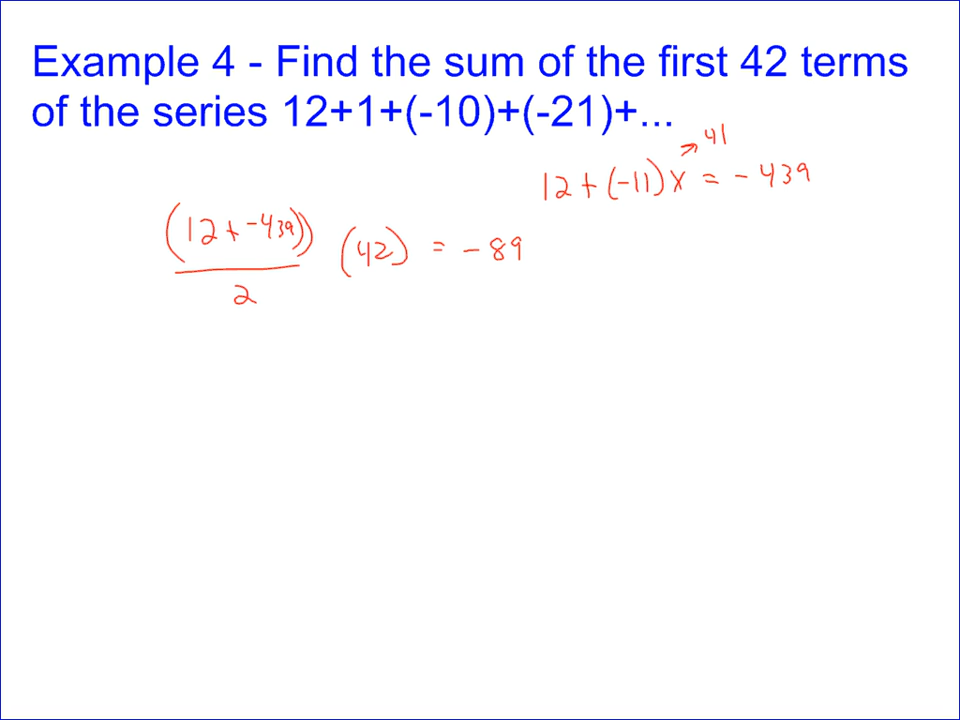 Example 4 - Find the sum of the first 42 terms
of the series 12+1+(-10)+(-21)+...
41
12 + (-11) x = - 439
(12 + -439))
2
(42) = - 89